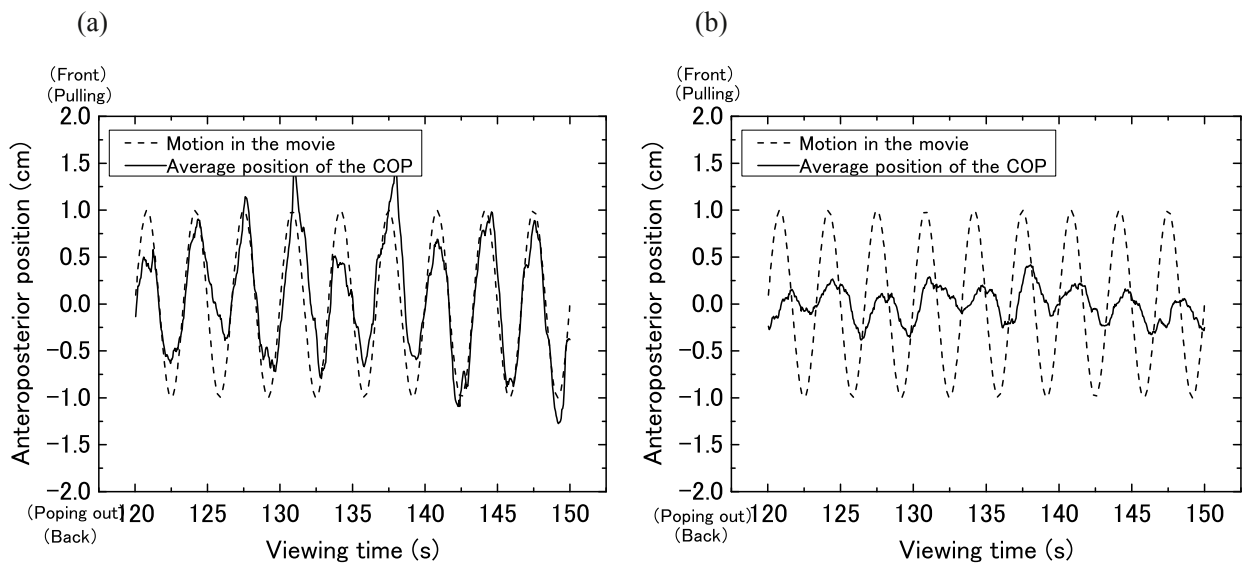 (a)
(Front)
(Pulling)
2.0
1.5
1.0
0.5
0.0
−0.5
−1.0
−1.5
−2.0
Anteroposterior position (cm)
Motion in the movie
Average position of the COP
(Poping out)
(Back)
120 125 130 135 140 145 150
Viewing time (s)
(b)
(Front)
(Pulling)
2.0
1.5
1.0
0.5
0.0
−0.5
−1.0
−1.5
−2.0
Anteroposterior position (cm)
Motion in the movie
Average position of the COP
(Poping out)
(Back)
120 125 130 135 140 145 150
Viewing time (s)